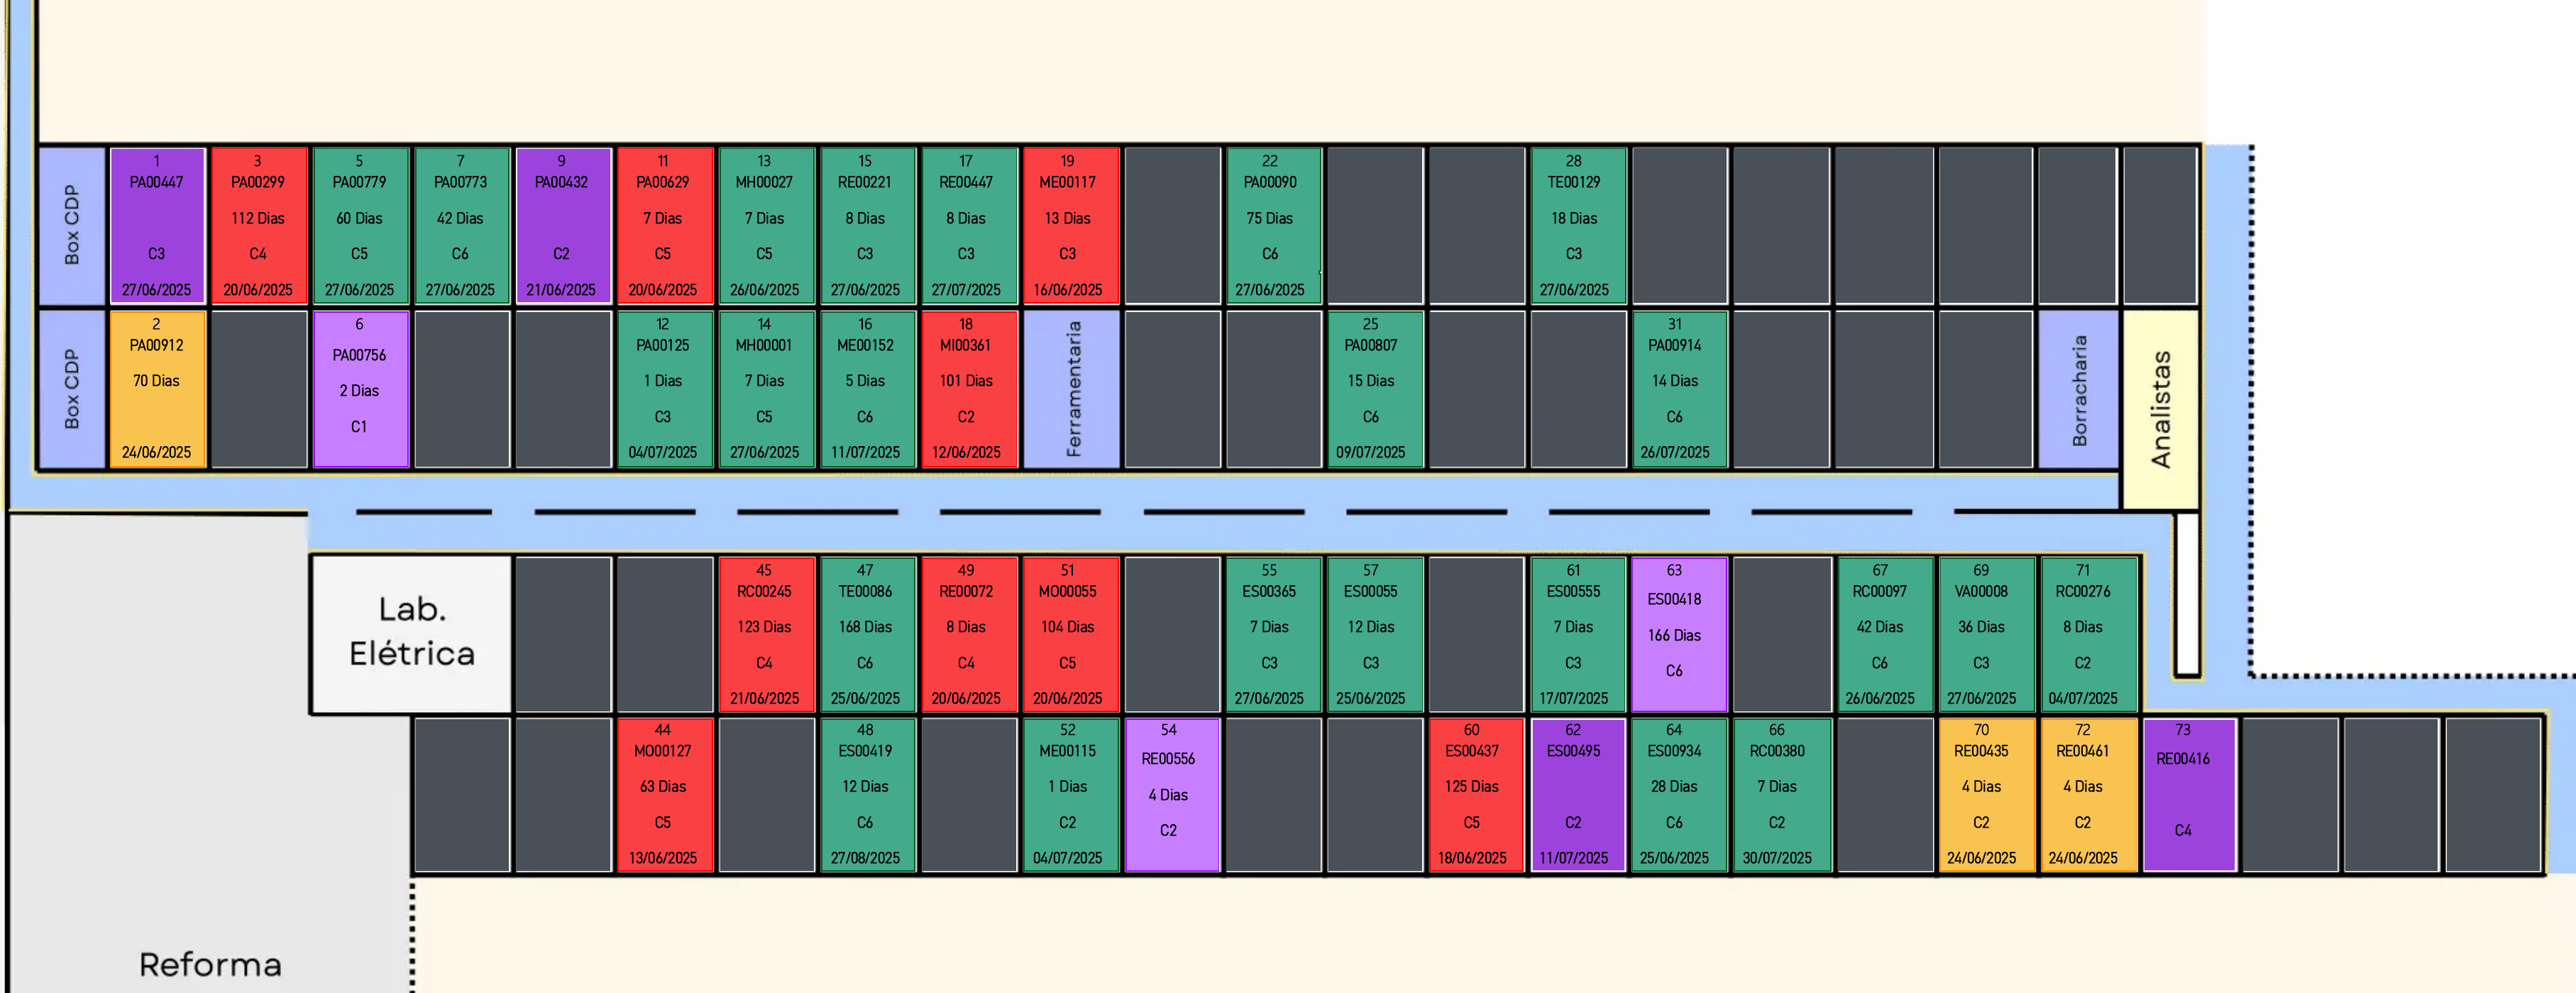 Box CDP
1
PA00447
C3
27/06/2025
3
PA00299
112 Dias
C4
20/06/2025
5
PA00779
60 Dias
C5
27/06/2025
7
PA00773
42 Dias
C6
27/06/2025
9
PA00432
C2
21/06/2025
11
PA00629
7 Dias
C5
20/06/2025
13
MH00027
7 Dias
C5
26/06/2025
15
RE00221
8 Dias
C3
27/06/2025
17
RE00447
8 Dias
C3
27/07/2025
19
ME00117
13 Dias
C3
16/06/2025
22
PA00090
75 Dias
C6
27/06/2025
28
TE00129
18 Dias
C3
27/06/2025
Box CDP
2
PA00912
70 Dias
24/06/2025
6
PA00756
2 Dias
C1
12
PA00125
1 Dias
C3
04/07/2025
14
MH00001
7 Dias
C5
27/06/2025
16
ME00152
5 Dias
C6
11/07/2025
18
MI00361
101 Dias
C2
12/06/2025
Ferramentaria
25
PA00807
15 Dias
C6
09/07/2025
31
PA00914
14 Dias
C6
26/07/2025
Borracharia
Analistas
Lab.
Elétrica
45
RC00245
123 Dias
C4
21/06/2025
47
TE00086
168 Dias
C6
25/06/2025
49
RE00072
8 Dias
C4
20/06/2025
51
MO00055
104 Dias
C5
20/06/2025
55
ES00365
7 Dias
C3
27/06/2025
57
ES00055
12 Dias
C3
25/06/2025
61
ES00555
7 Dias
C3
17/07/2025
63
ES00418
166 Dias
C6
67
RC00097
42 Dias
C6
26/06/2025
69
VA00008
36 Dias
C3
27/06/2025
71
RC00276
8 Dias
C2
04/07/2025
44
MO00127
63 Dias
C5
13/06/2025
48
ES00419
12 Dias
C6
27/08/2025
52
ME00115
1 Dias
C2
04/07/2025
54
RE00556
4 Dias
C2
60
ES00437
125 Dias
C5
18/06/2025
62
ES00495
C2
11/07/2025
64
ES00934
28 Dias
C6
25/06/2025
66
RC00380
7 Dias
C2
30/07/2025
70
RE00435
4 Dias
C2
24/06/2025
72
RE00461
4 Dias
C2
24/06/2025
73
RE00416
C4
Reforma